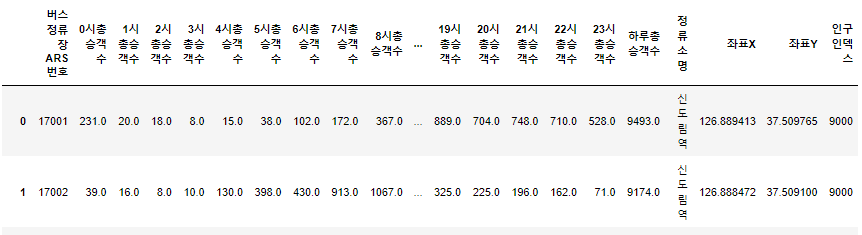 버스정류장ARS번호 0시총승객수 1시총승객수 2시총승객수 3시총승객수 4시총승객수 5시총승객수 6시총승객수 7시총승객수 8시총승객수 ... 19시총승객수 20시총승객수 21시총승객수 22시총승객수 23시총승객수 하루총승객수 정류소명 좌표X 좌표Y 인구인덱스
0 17001 231.0 20.0 18.0 8.0 15.0 38.0 102.0 172.0 367.0 ... 889.0 704.0 748.0 710.0 528.0 9493.0 신도림역 126.889413 37.509765 9000
1 17002 39.0 16.0 8.0 10.0 130.0 398.0 430.0 913.0 1067.0 ... 325.0 225.0 196.0 162.0 71.0 9174.0 신도림역 126.888472 37.509100 9000